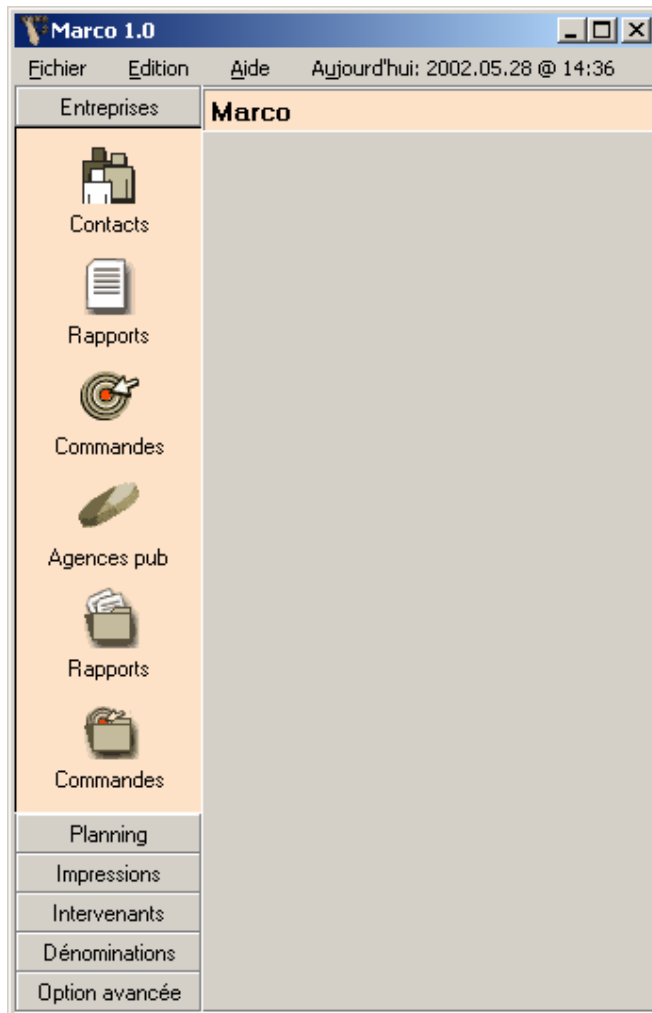 Marco 1.0
Fichier Edition Aide Aujourd'hui: 2002.05.28 @ 14:36
Entreprises
Marco
Contacts
Rapports
Commandes
Agences pub
Rapports
Commandes
Planning
Impressions
Intervenants
Dénominations
Option avancée